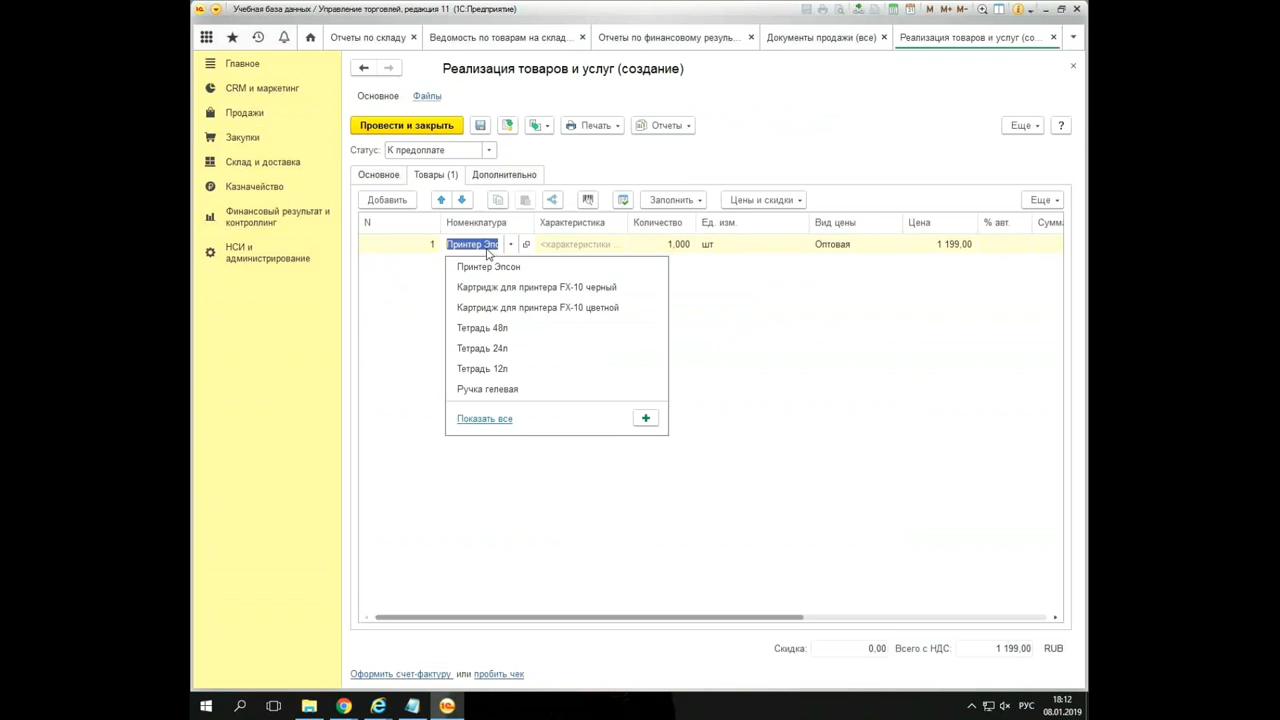 Учебная база данных / Управление торговлей, редакция 11 (1С:Предприятие)
M M+ M-
Отчеты по складу
Ведомость по товарам на склад...
Отчеты по финансовому резуль...
Документы продажи (все)
Реализация товаров и услуг (со...
Главное
CRM и маркетинг
Продажи
Закупки
Склад и доставка
Казначейство
Финансовый результат и
контроллинг
НСИ и
администрирование
Реализация товаров и услуг (создание)
Основное Файлы
Провести и закрыть
Печать
Отчеты
Еще
?
Статус: К предоплате
Основное Товары (1) Дополнительно
Добавить
Заполнить
Цены и скидки
Еще
N Номенклатура Характеристика Количество Ед. изм. Вид цены Цена % авт. Сумма
1 Принтер Эпс <характеристики ... 1,000 шт Оптовая 1 199,00
Принтер Эпсон
Картридж для принтера FX-10 черный
Картридж для принтера FX-10 цветной
Тетрадь 48л
Тетрадь 24л
Тетрадь 12л
Ручка гелевая
Показать все
Скидка: 0,00 Всего с НДС: 1 199,00 RUB
Оформить счет-фактуру или пробить чек
РУС
18:12
08.01.2019